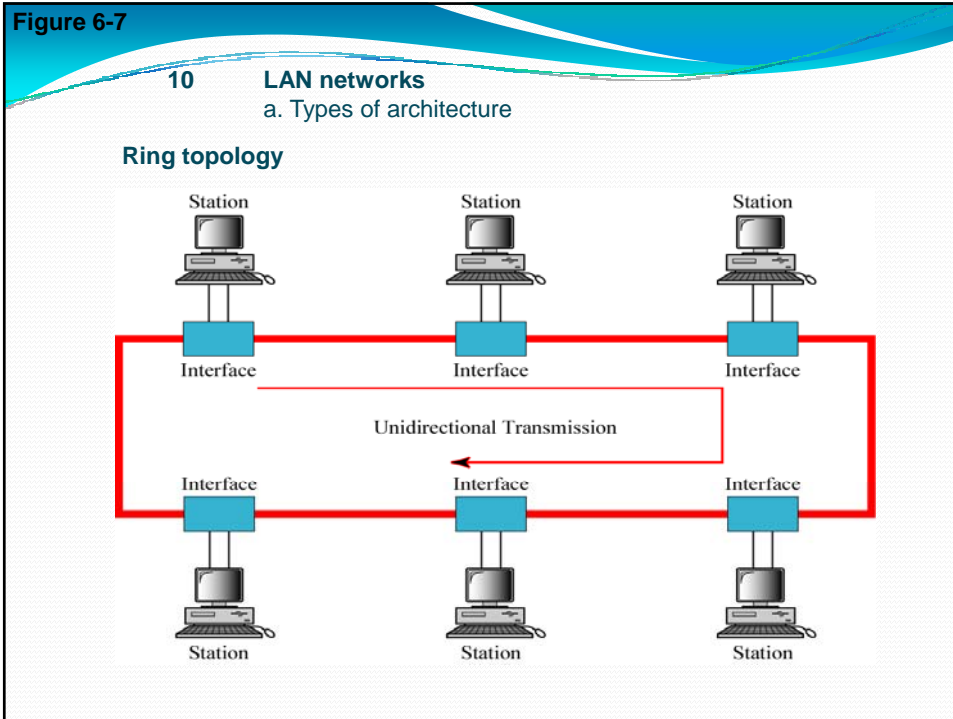 Figure 6-7
10 LAN networks
a. Types of architecture
Ring topology
Station Station Station
Interface Interface Interface
Unidirectional Transmission
Interface Interface Interface
Station Station Station